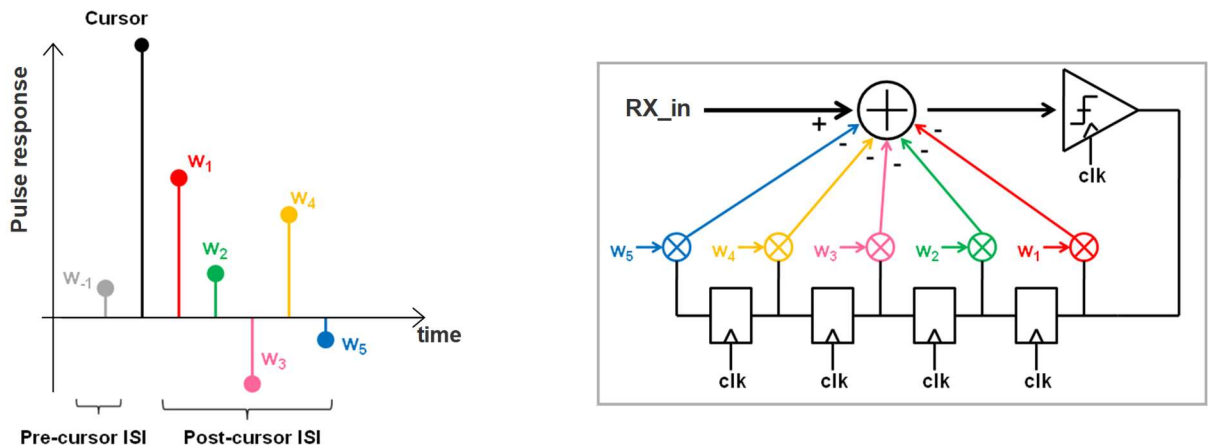 Cursor
Pulse response
w-1
w1
w2
w3
w4
w5
time
Pre-cursor ISI
Post-cursor ISI
RX_in
+
-
-
-
-
-
clk
w5
w4
w3
w2
w1
clk
clk
clk
clk